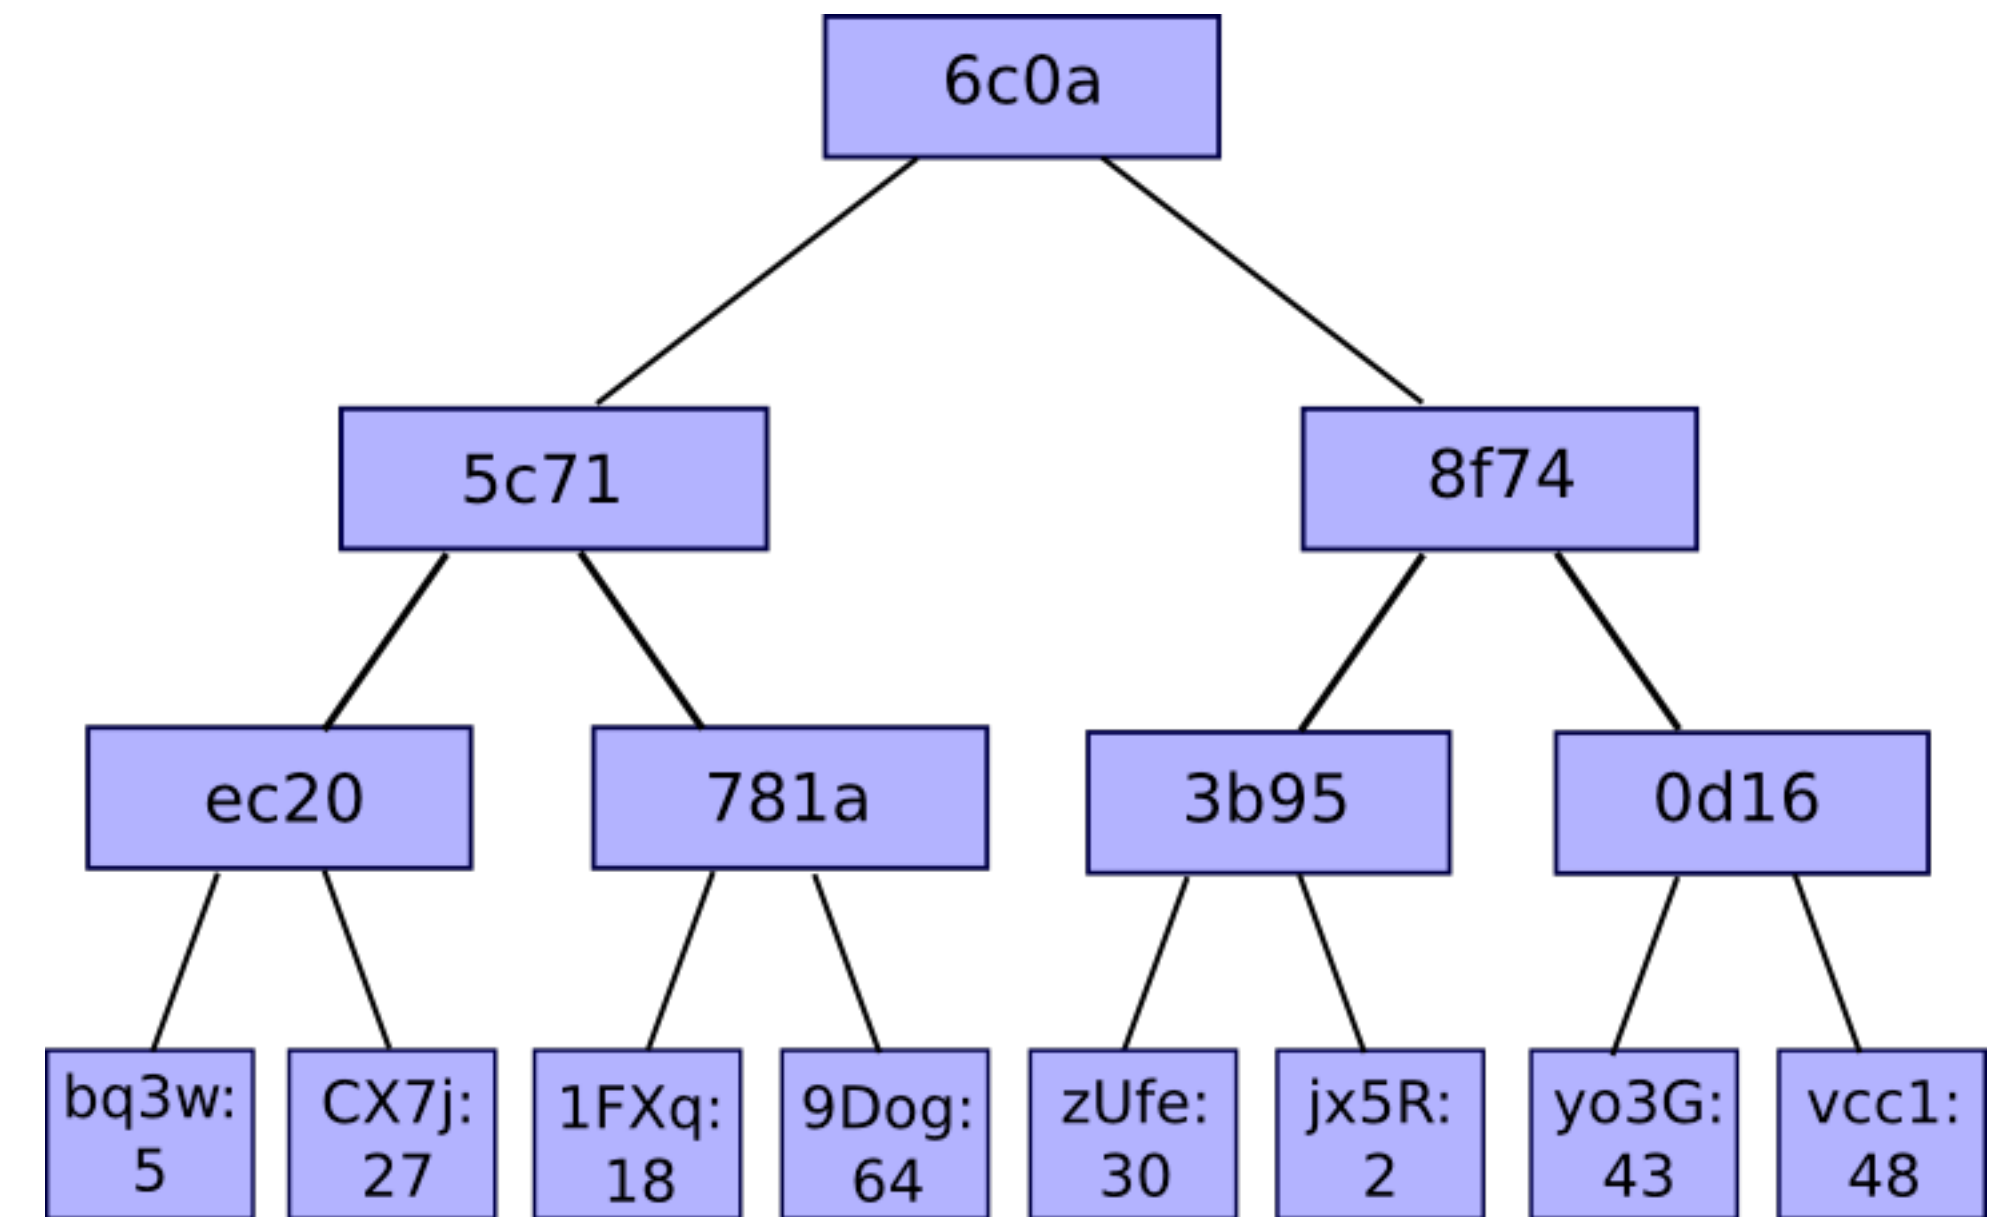 6c0a
5c71
8f74
ec20
781a
3b95
0d16
bq3w:
5
CX7j:
27
1FXq:
18
9Dog:
64
zUfe:
30
jx5R:
2
yo3G:
43
vcc1:
48